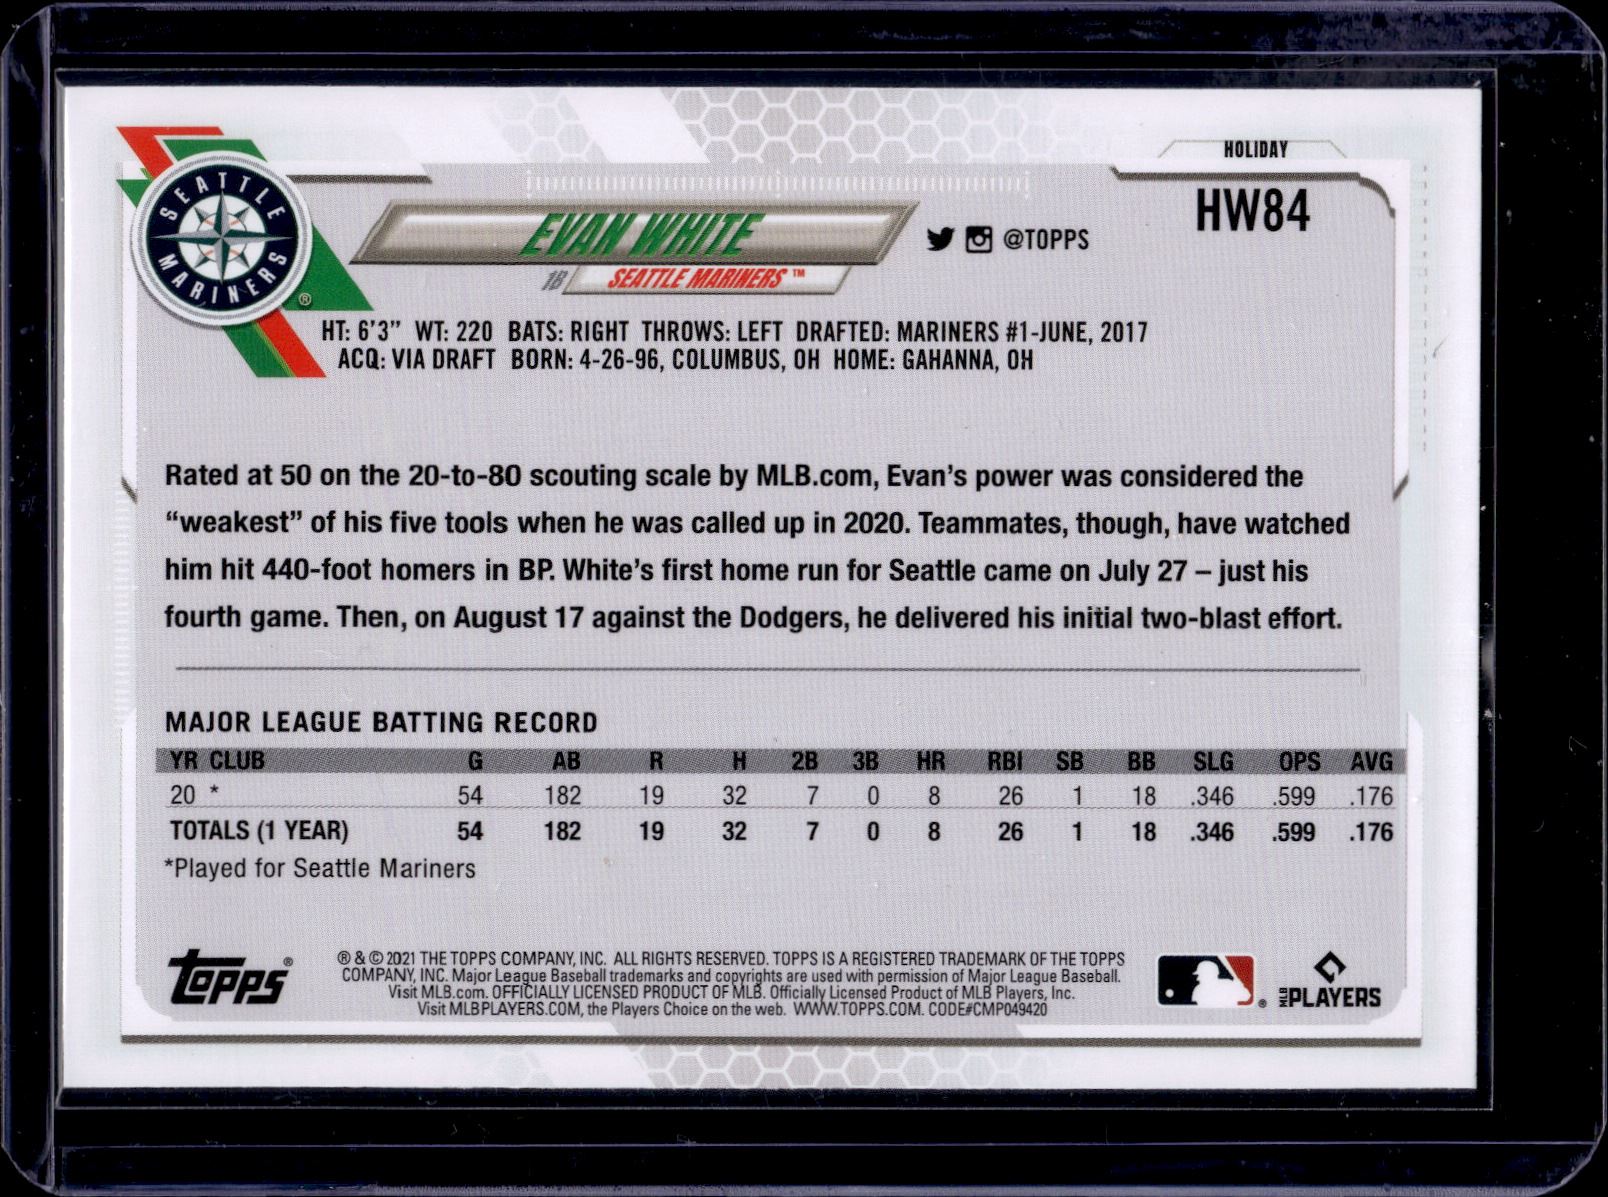 HOLIDAY
HW84
SEATTLE MARINERS ®
EVAN WHITE
@TOPPS
1B SEATTLE MARINERS™
HT: 6'3" WT: 220 BATS: RIGHT THROWS: LEFT DRAFTED: MARINERS #1-JUNE, 2017
ACQ: VIA DRAFT BORN: 4-26-96, COLUMBUS, OH HOME: GAHANNA, OH
Rated at 50 on the 20-to-80 scouting scale by MLB.com, Evan's power was considered the
“weakest” of his five tools when he was called up in 2020. Teammates, though, have watched
him hit 440-foot homers in BP. White's first home run for Seattle came on July 27 – just his
fourth game. Then, on August 17 against the Dodgers, he delivered his initial two-blast effort.
MAJOR LEAGUE BATTING RECORD
YR CLUB G AB R H 2B 3B HR RBI SB BB SLG OPS AVG
20 * 54 182 19 32 7 0 8 26 1 18 .346 .599 .176
TOTALS (1 YEAR) 54 182 19 32 7 0 8 26 1 18 .346 .599 .176
*Played for Seattle Mariners
TOPPS®
® & © 2021 THE TOPPS COMPANY, INC. ALL RIGHTS RESERVED. TOPPS IS A REGISTERED TRADEMARK OF THE TOPPS
COMPANY, INC. Major League Baseball trademarks and copyrights are used with permission of Major League Baseball.
Visit MLB.com. OFFICIALLY LICENSED PRODUCT OF MLB. Officially Licensed Product of MLB Players, Inc.
Visit MLBPLAYERS.COM, the Players Choice on the web. WWW.TOPPS.COM. CODE#CMP049420
®
MLB PLAYERS